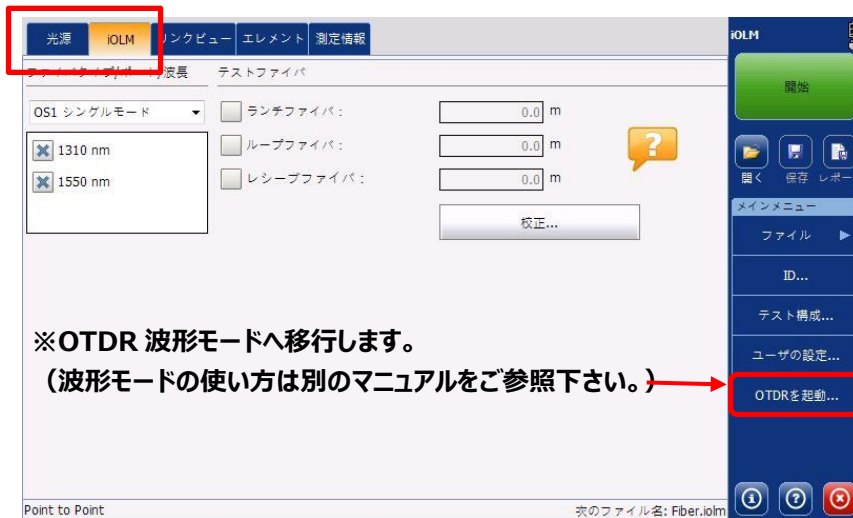 光源 iOLM リンクビュー エレメント 測定情報
iOLM
ファイバタイプ/ポート/波長 テストファイバ
開始
OS1 シングルモード
ランチファイバ: 0.0 m
1310 nm
ループファイバ: 0.0 m
1550 nm
レシーブファイバ: 0.0 m
開く 保存 レポー
校正...
メインメニュー
ファイル
ID...
テスト構成...
ユーザの設定...
OTDRを起動...
※OTDR 波形モードへ移行します。
(波形モードの使い方は別のマニュアルをご参照下さい。)
Point to Point
次のファイル名: Fiber.iolm